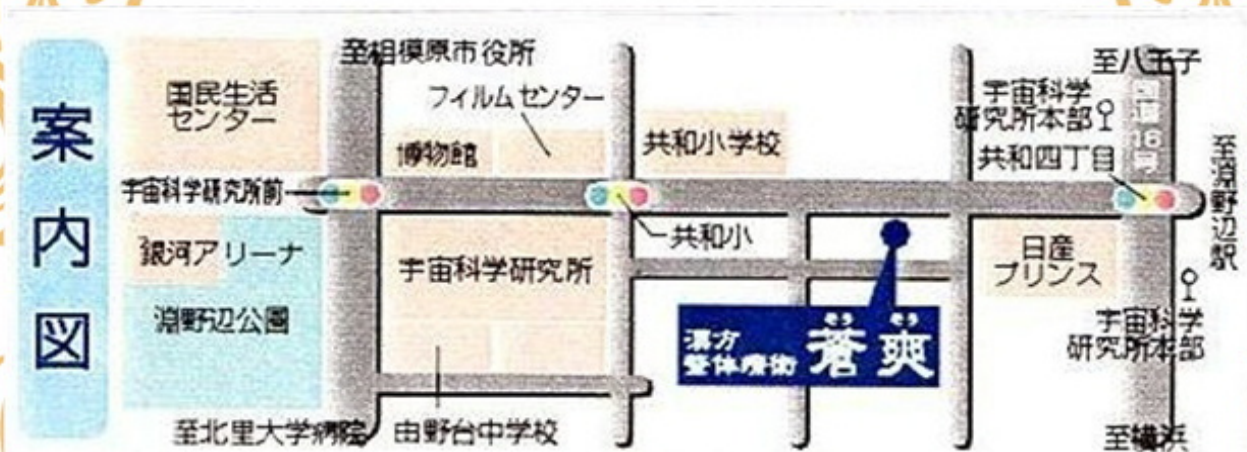 案内図
至相模原市役所
至八王子
国民生活
センター
フィルムセンター
宇宙科学
研究所本部
国道16号
博物館
共和小学校
共和四丁目
至淵野辺駅
宇宙科学研究所前
銀河アリーナ
共和小
宇宙科学研究所
日産
プリンス
淵野辺公園
宇宙科学
研究所本部
漢方
整体療術
蒼爽
そう そう
至北里大学病院
由野台中学校
至横浜